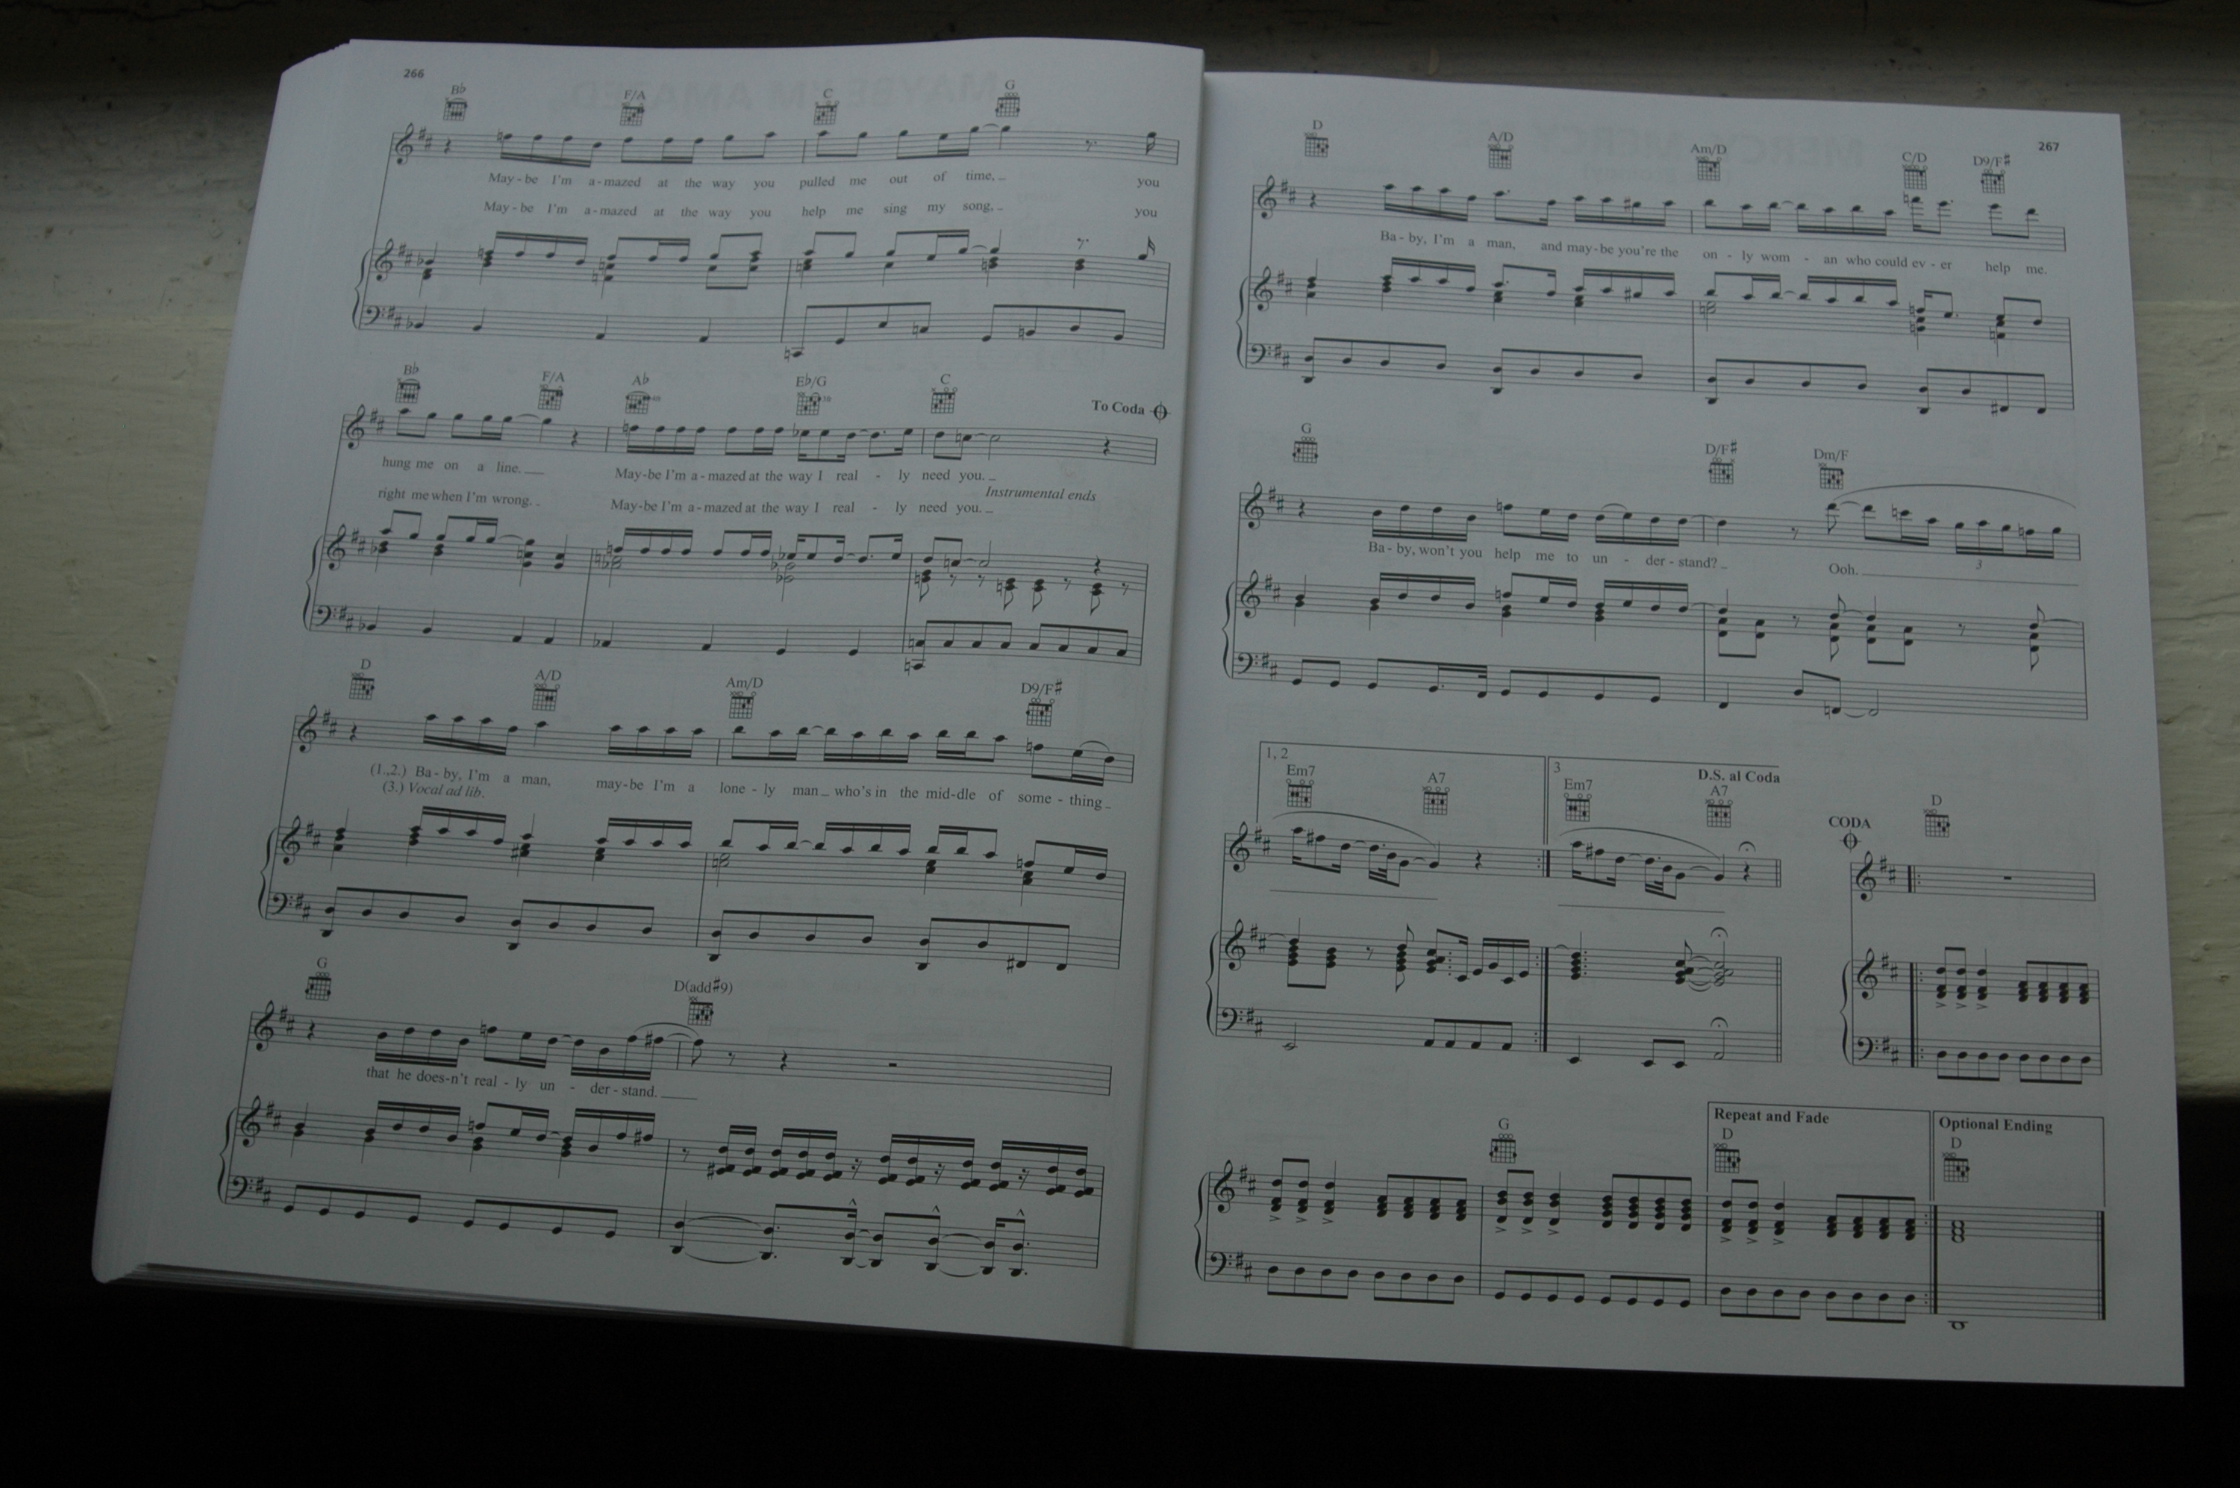 266
B♭ F/A C G
May - be I'm a - mazed at the way you pulled me out of time, you
May - be I'm a - mazed at the way you help me sing my song, you
B♭ F/A A♭ E♭/G C To Coda
hung me on a line. May - be I'm a - mazed at the way I real - ly need you.
Instrumental ends
right me when I'm wrong. May - be I'm a - mazed at the way I real - ly need you.
D A/D Am/D D9/F♯
(1.,2.) Ba - by, I'm a man, may - be I'm a lone - ly man who's in the mid - dle of some - thing
(3.) Vocal ad lib.
G D(add♯9)
that he does - n't real - ly un - der - stand.
267
D A/D Am/D C/D D9/F♯
Ba - by, I'm a man, and may - be you're the on - ly wom - an who could ev - er help me.
G D/F♯ Dm/F
Ba - by, won't you help me to un - der - stand? Ooh.
3
1, 2 3 D.S. al Coda
Em7 A7 Em7 A7 D
CODA
G Repeat and Fade Optional Ending
D D